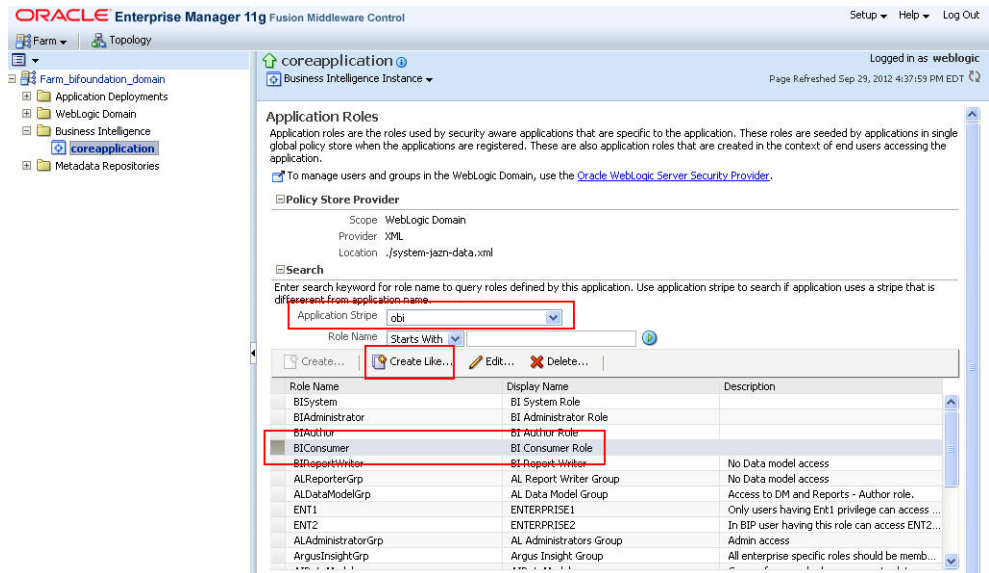 ORACLE Enterprise Manager 11g Fusion Middleware Control
Setup Help Log Out
Farm Topology
Farm_bifoundation_domain
Application Deployments
WebLogic Domain
Business Intelligence
coreapplication
Metadata Repositories
coreapplication
Logged in as weblogic
Business Intelligence Instance
Page Refreshed Sep 29, 2012 4:37:59 PM EDT
Application Roles
Application roles are the roles used by security aware applications that are specific to the application. These roles are seeded by applications in single
global policy store when the applications are registered. These are also application roles that are created in the context of end users accessing the
application.
To manage users and groups in the WebLogic Domain, use the Oracle WebLogic Server Security Provider.
Policy Store Provider
Scope WebLogic Domain
Provider XML
Location ./system-jazn-data.xml
Search
Enter search keyword for role name to query roles defined by this application. Use application stripe to search if application uses a stripe that is
differerent from application name.
Application Stripe obi
Role Name Starts With
Create... Create Like... Edit... Delete...
Role Name Display Name Description
BISystem BI System Role
BIAdministrator BI Administrator Role
BIAuthor BI Author Role
BIConsumer BI Consumer Role
BIReportWriter BI Report Writer No Data model access
ALReporterGrp AL Report Writer Group No Data model access
ALDataModelGrp AL Data Model Group Access to DM and Reports - Author role.
ENT1 ENTERPRISE1 Only users having Ent1 privilege can access ...
ENT2 ENTERPRISE2 In BIP user having this role can access ENT2...
ALAdministratorGrp AL Administrators Group Admin access
ArgusInsightGrp Argus Insight Group All enterprise specific roles should be memb...